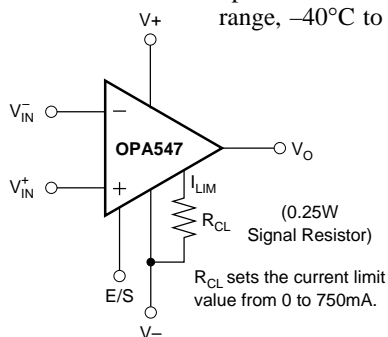 range, –40°C to
V+
V⁻IN
OPA547
VO
V⁺IN
ILIM
RCL
(0.25W
Signal Resistor)
RCL sets the current limit
value from 0 to 750mA.
E/S
V–